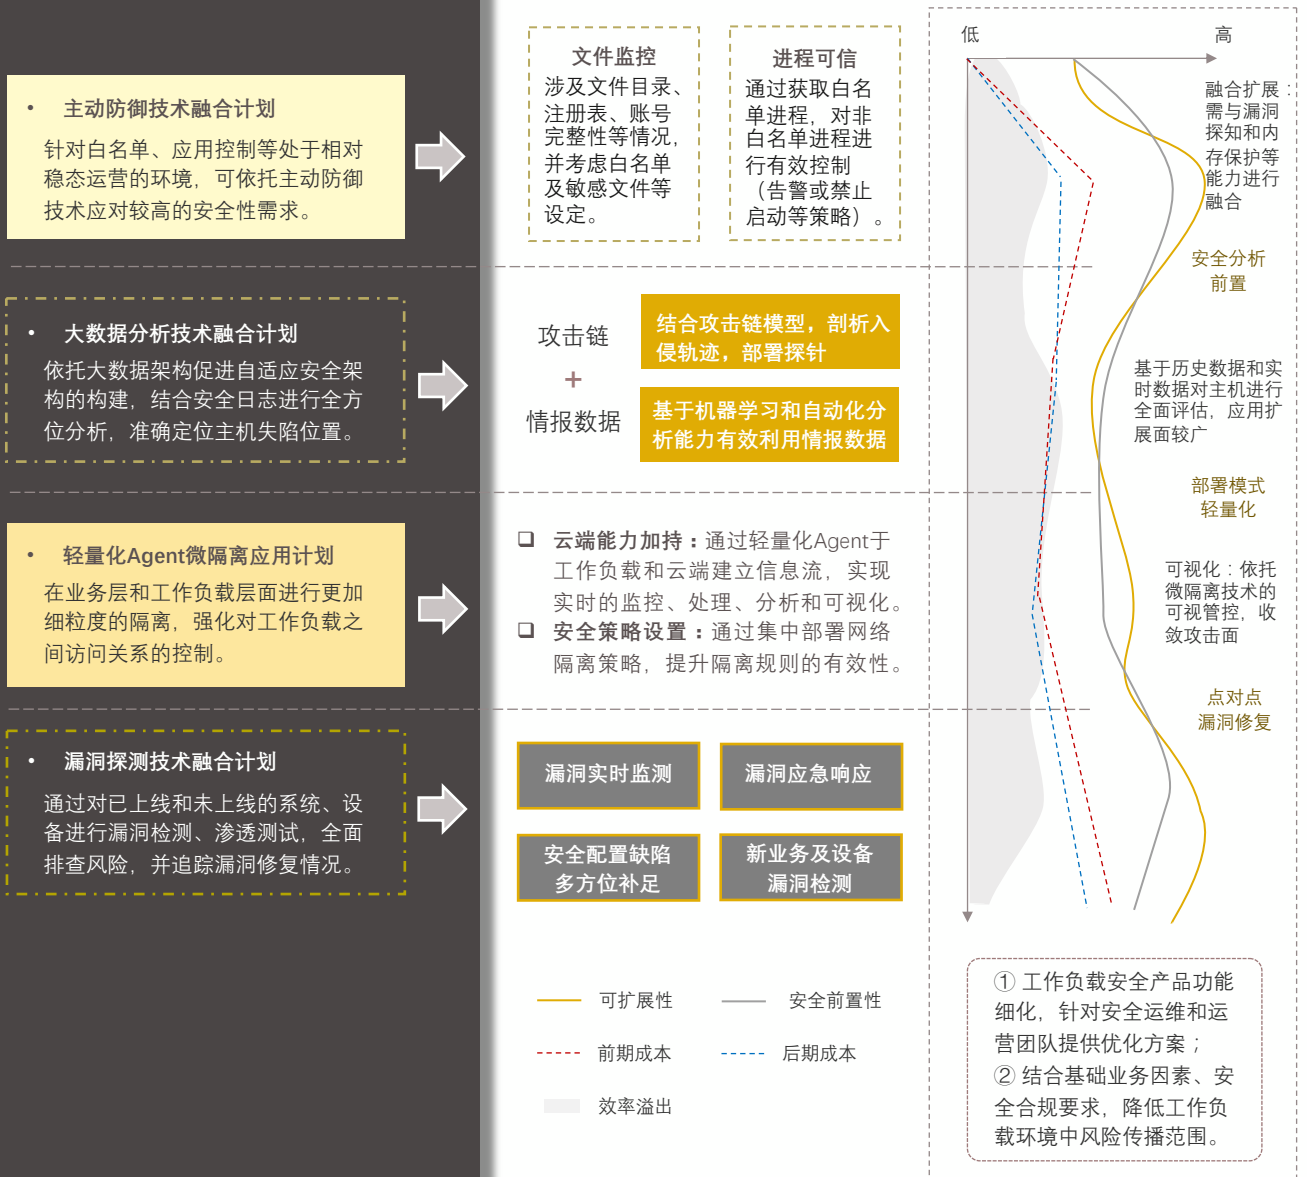 • 主动防御技术融合计划
针对白名单、应用控制等处于相对
稳态运营的环境，可依托主动防御
技术应对较高的安全性需求。
文件监控
涉及文件目录、
注册表、账号
完整性等情况，
并考虑白名单
及敏感文件等
设定。
进程可信
通过获取白名
单进程，对非
白名单进程进
行有效控制
（告警或禁止
启动等策略）。
• 大数据分析技术融合计划
依托大数据架构促进自适应安全架
构的构建，结合安全日志进行全方
位分析，准确定位主机失陷位置。
攻击链
+
情报数据
结合攻击链模型，剖析入
侵轨迹，部署探针
基于机器学习和自动化分
析能力有效利用情报数据
• 轻量化Agent微隔离应用计划
在业务层和工作负载层面进行更加
细粒度的隔离，强化对工作负载之
间访问关系的控制。
❑ 云端能力加持：通过轻量化Agent于
工作负载和云端建立信息流，实现
实时的监控、处理、分析和可视化。
❑ 安全策略设置：通过集中部署网络
隔离策略，提升隔离规则的有效性。
• 漏洞探测技术融合计划
通过对已上线和未上线的系统、设
备进行漏洞检测、渗透测试，全面
排查风险，并追踪漏洞修复情况。
漏洞实时监测
漏洞应急响应
安全配置缺陷
多方位补足
新业务及设备
漏洞检测
可扩展性
安全前置性
前期成本
后期成本
效率溢出
低
高
融合扩展：
需与漏洞
探知和内
存保护等
能力进行
融合
安全分析
前置
基于历史数据和实
时数据对主机进行
全面评估，应用扩
展面较广
部署模式
轻量化
可视化：依托
微隔离技术的
可视管控，收
敛攻击面
点对点
漏洞修复
① 工作负载安全产品功能
细化，针对安全运维和运
营团队提供优化方案；
② 结合基础业务因素、安
全合规要求，降低工作负
载环境中风险传播范围。